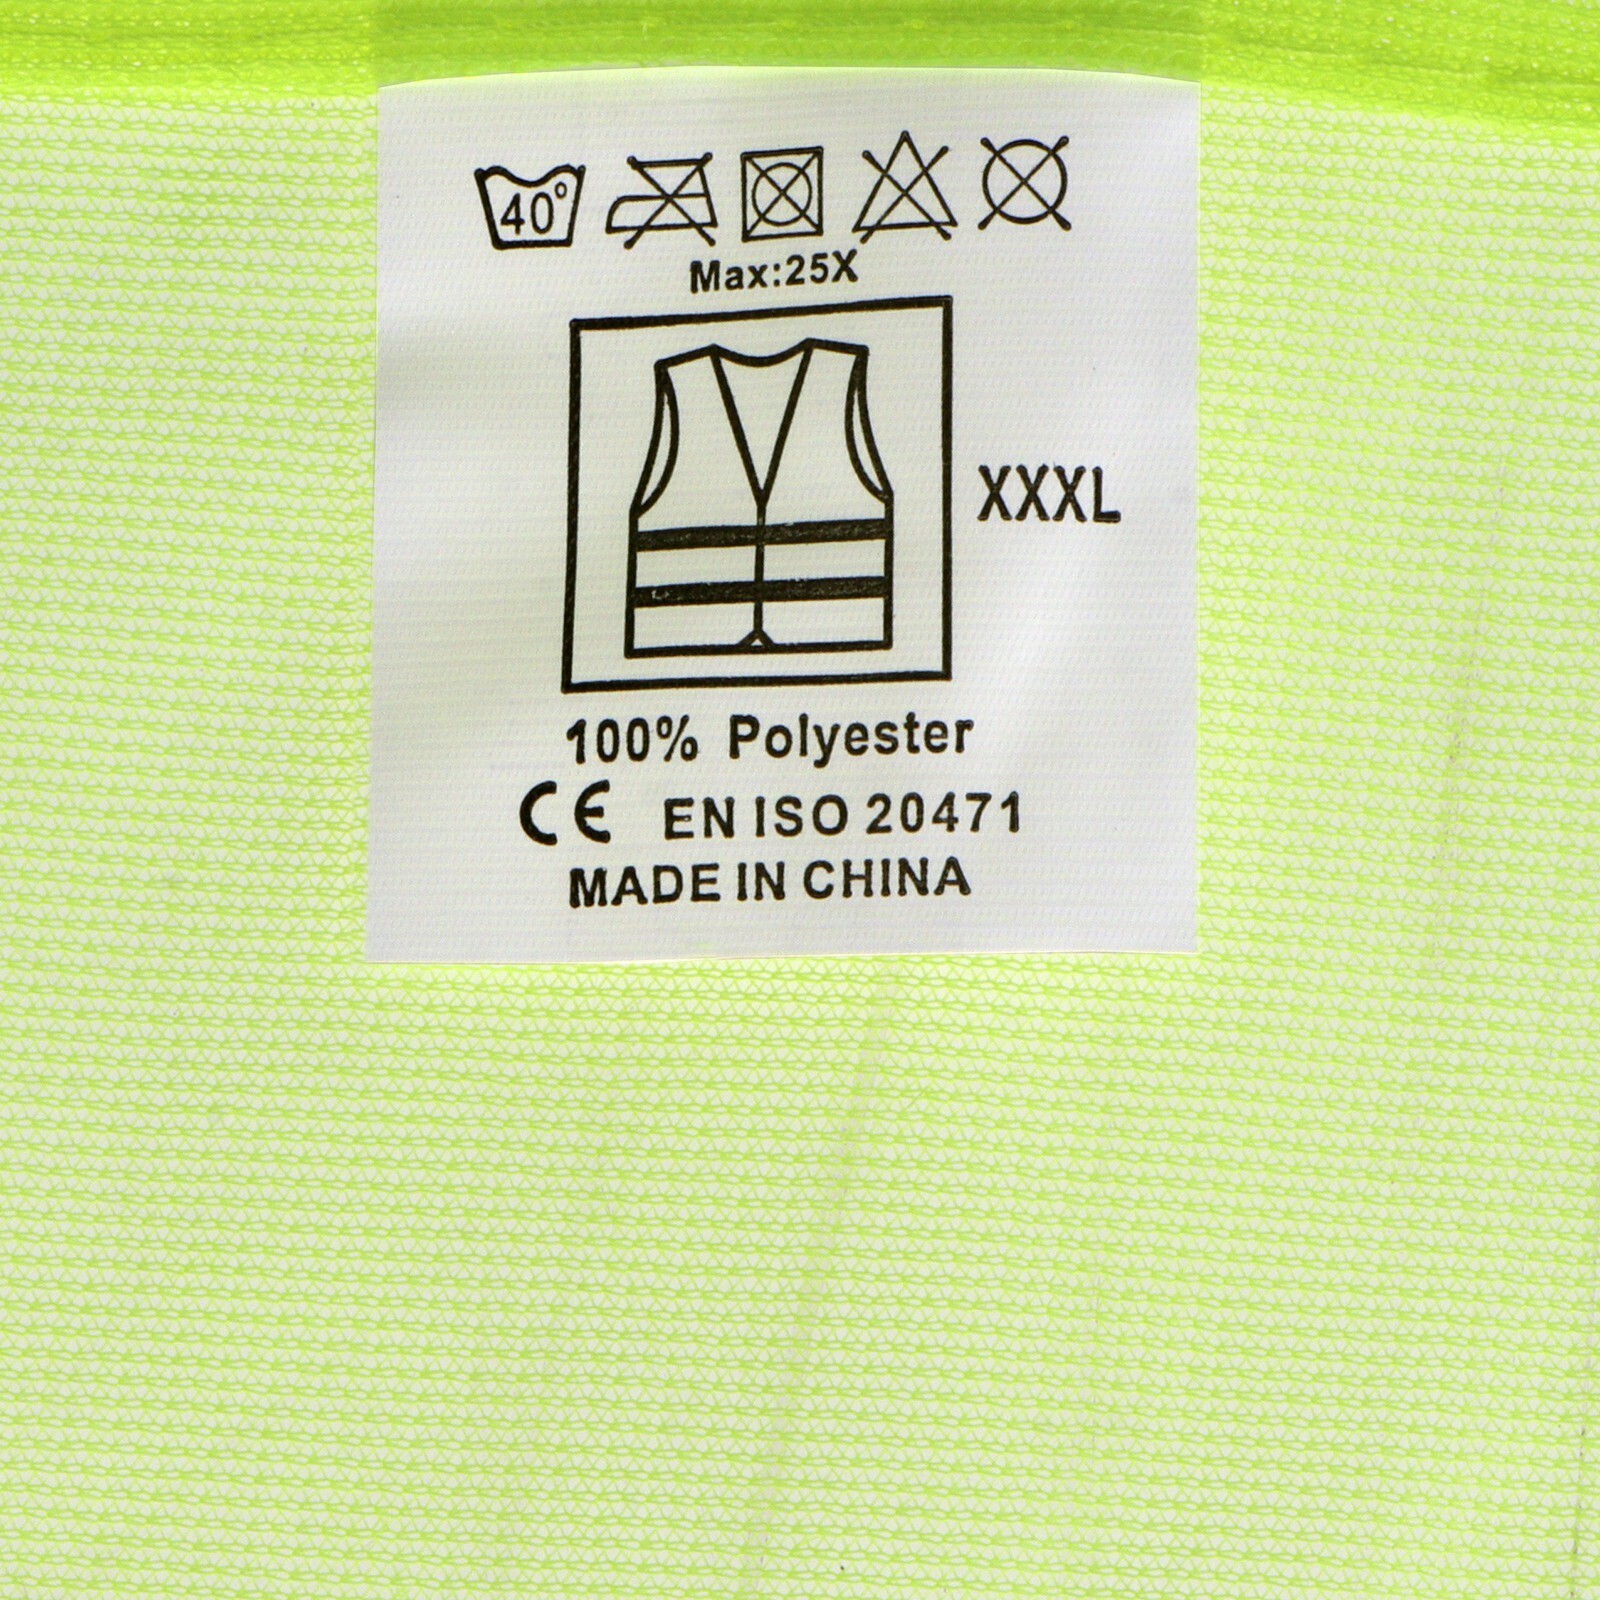 40°
Max:25X
XXXL
100% Polyester
CE EN ISO 20471
MADE IN CHINA